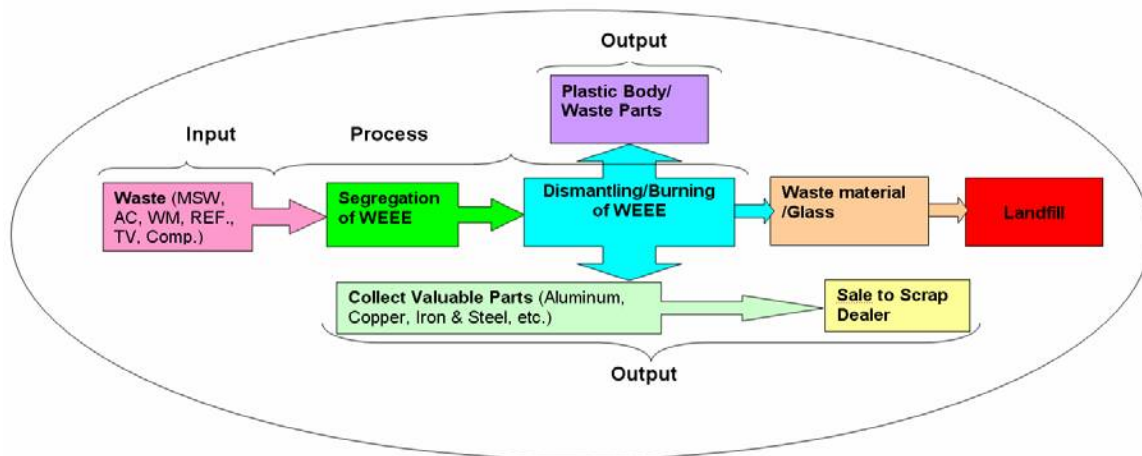 Output
Plastic Body/
Waste Parts
Input
Process
Waste (MSW,
AC, WM, REF.,
TV, Comp.)
Segregation
of WEEE
Dismantling/Burning
of WEEE
Waste material
/Glass
Landfill
Collect Valuable Parts (Aluminum,
Copper, Iron & Steel, etc.)
Sale to Scrap
Dealer
Output